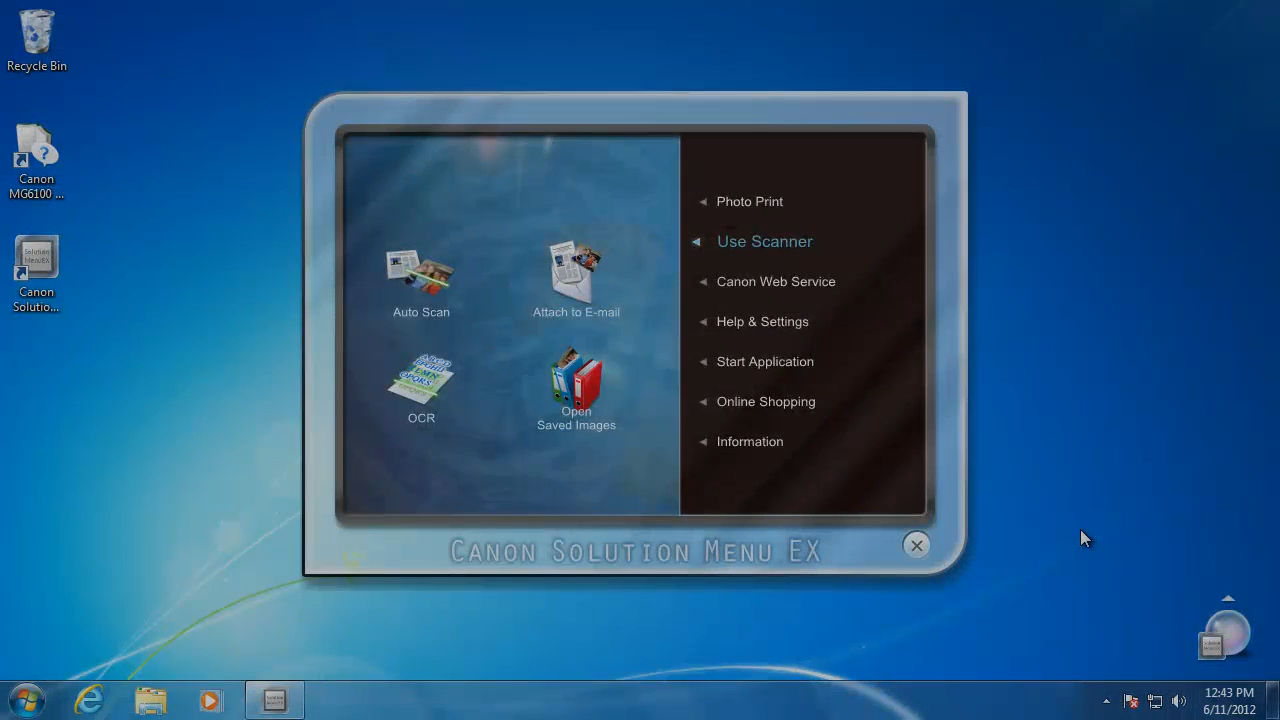 Recycle Bin
Canon
MG6100 ...
Canon
Solutio...
Photo Print
Use Scanner
Canon Web Service
Help & Settings
Start Application
Online Shopping
Information
Auto Scan
Attach to E-mail
OCR
Open
Saved Images
CANON SOLUTION MENU EX
12:43 PM
6/11/2012